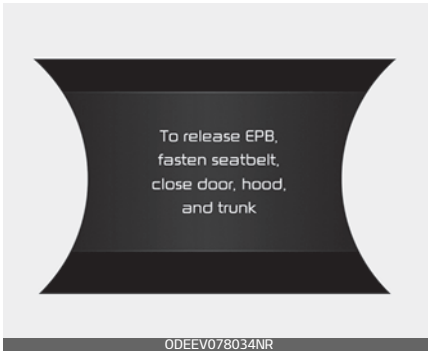 To release EPB,
fasten seatbelt,
close door, hood,
and trunk
ODEEV078034NR